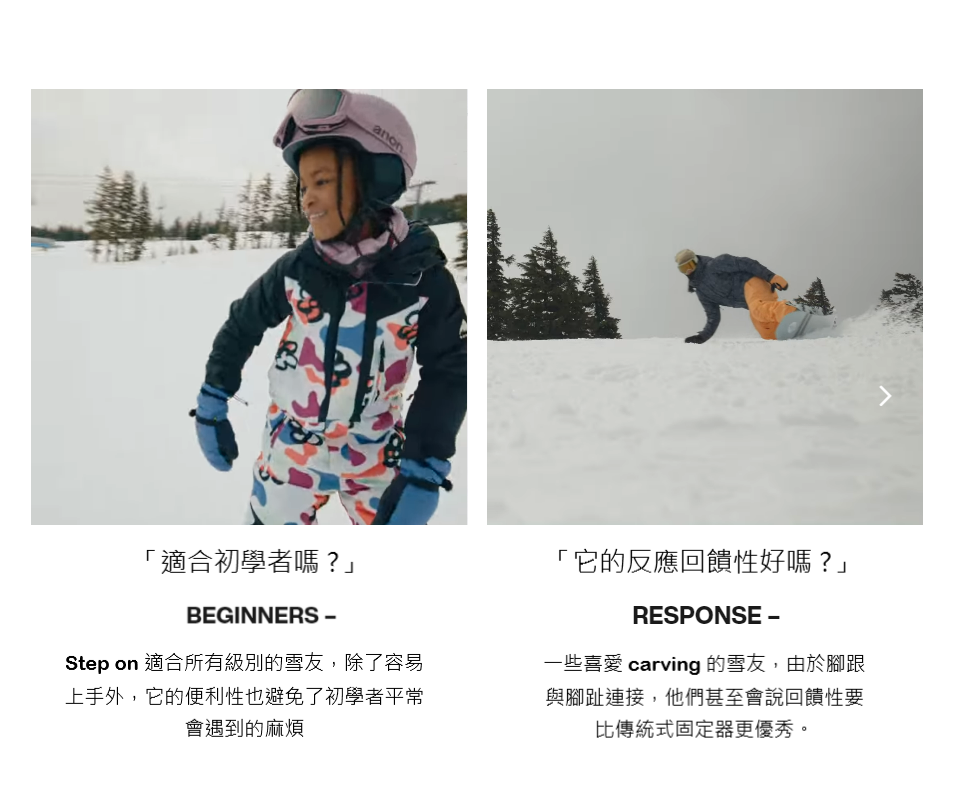 anon
「適合初學者嗎？」
BEGINNERS –
Step on 適合所有級別的雪友，除了容易
上手外，它的便利性也避免了初學者平常
會遇到的麻煩
「它的反應回饋性好嗎？」
RESPONSE –
一些喜愛 carving 的雪友，由於腳跟
與腳趾連接，他們甚至會說回饋性要
比傳統式固定器更優秀。